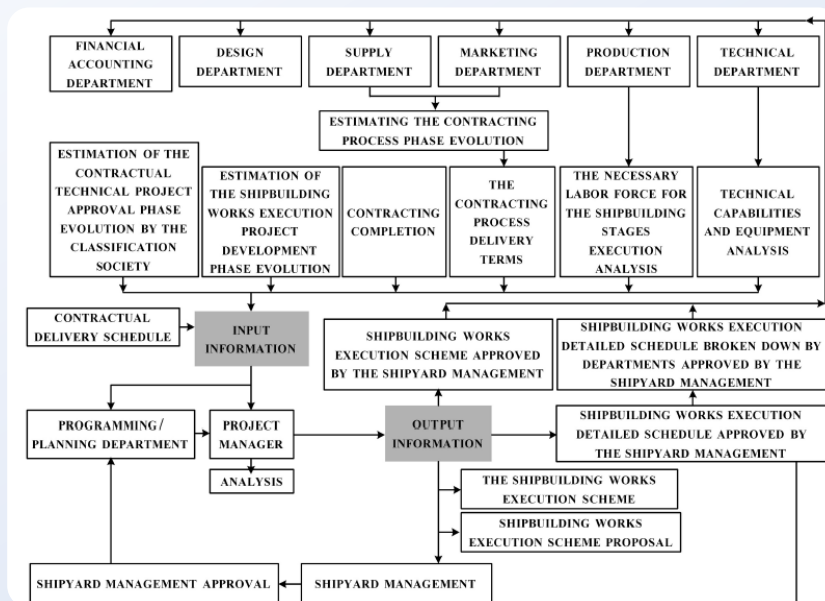 FINANCIAL
ACCOUNTING
DEPARTMENT
DESIGN
DEPARTMENT
SUPPLY
DEPARTMENT
MARKETING
DEPARTMENT
PRODUCTION
DEPARTMENT
TECHNICAL
DEPARTMENT
ESTIMATING THE CONTRACTING
PROCESS PHASE EVOLUTION
ESTIMATION OF THE
CONTRACTUAL
TECHNICAL PROJECT
APPROVAL PHASE
EVOLUTION BY THE
CLASSIFICATION
SOCIETY
ESTIMATION OF
THE SHIPBUILDING
WORKS EXECUTION
PROJECT
DEVELOPMENT
PHASE EVOLUTION
CONTRACTING
COMPLETION
THE
CONTRACTING
PROCESS
DELIVERY
TERMS
THE NECESSARY
LABOR FORCE FOR
THE SHIPBUILDING
STAGES
EXECUTION
ANALYSIS
TECHNICAL
CAPABILITIES
AND EQUIPMENT
ANALYSIS
CONTRACTUAL
DELIVERY SCHEDULE
INPUT
INFORMATION
SHIPBUILDING WORKS
EXECUTION SCHEME APPROVED
BY THE SHIPYARD MANAGEMENT
SHIPBUILDING WORKS EXECUTION
DETAILED SCHEDULE BROKEN DOWN BY
DEPARTMENTS APPROVED BY THE
SHIPYARD MANAGEMENT
PROGRAMMING/
PLANNING DEPARTMENT
PROJECT
MANAGER
OUTPUT
INFORMATION
SHIPBUILDING WORKS EXECUTION
DETAILED SCHEDULE APPROVED BY
THE SHIPYARD MANAGEMENT
ANALYSIS
THE SHIPBUILDING WORKS
EXECUTION SCHEME
SHIPBUILDING WORKS
EXECUTION SCHEME PROPOSAL
SHIPYARD MANAGEMENT APPROVAL
SHIPYARD MANAGEMENT